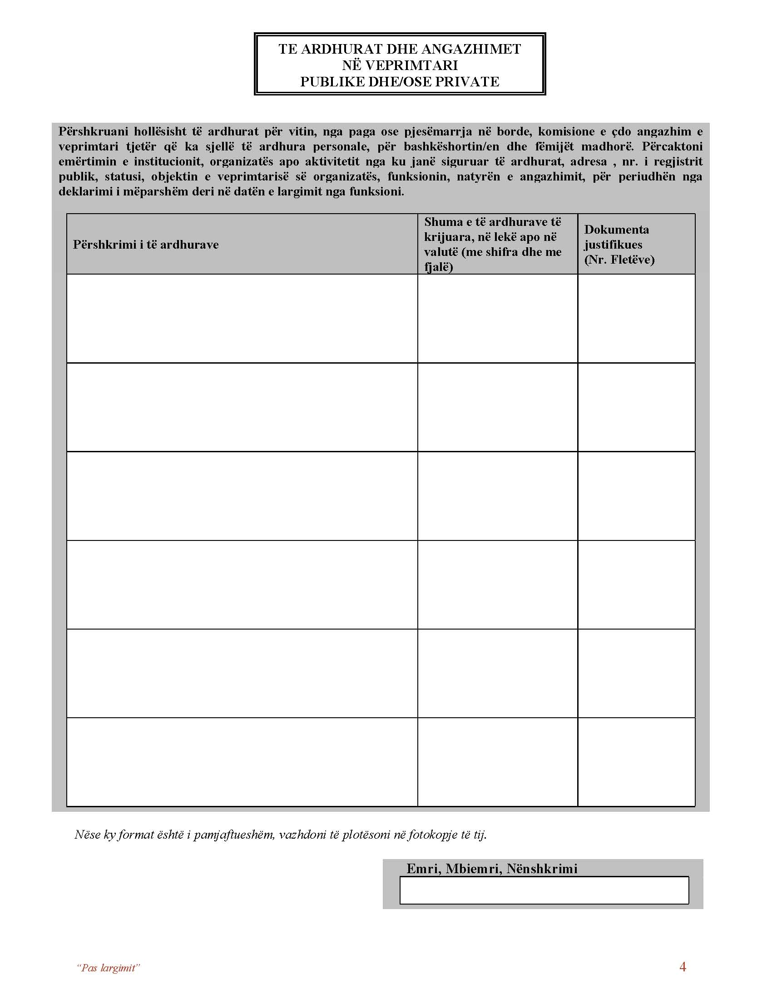 TE ARDHURAT DHE ANGAZHIMET
NË VEPRIMTARI
PUBLIKE DHE/OSE PRIVATE
Përshkruani hollësisht të ardhurat për vitin, nga paga ose pjesëmarrja në borde, komisione e çdo angazhim e
veprimtari tjetër që ka sjellë të ardhura personale, për bashkëshortin/en dhe fëmijët madhorë. Përcaktoni
emërtimin e institucionit, organizatës apo aktivitetit nga ku janë siguruar të ardhurat, adresa , nr. i regjistrit
publik, statusi, objektin e veprimtarisë së organizatës, funksionin, natyrën e angazhimit, për periudhën nga
deklarimi i mëparshëm deri në datën e largimit nga funksioni.
Përshkrimi i të ardhurave
Shuma e të ardhurave të
krijuara, në lekë apo në
valutë (me shifra dhe me
fjalë)
Dokumenta
justifikues
(Nr. Fletëve)
Nëse ky format është i pamjaftueshëm, vazhdoni të plotësoni në fotokopje të tij.
Emri, Mbiemri, Nënshkrimi
“Pas largimit”
4